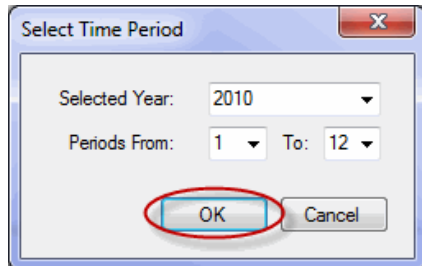 Select Time Period
Selected Year: 2010
Periods From: 1 To: 12
OK Cancel